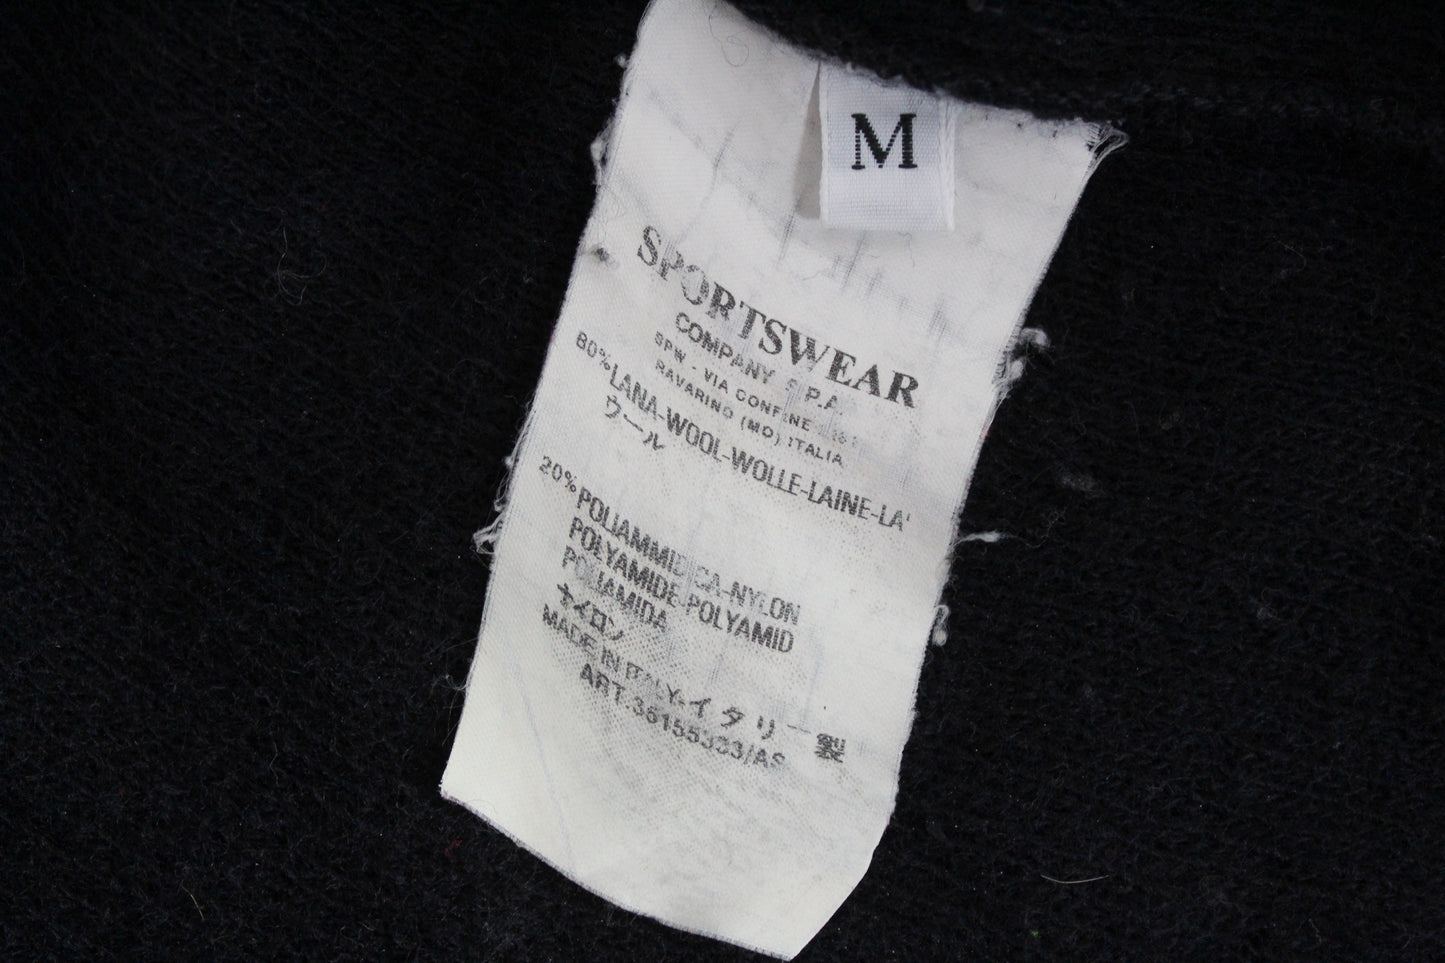 M
SPORTSWEAR
COMPANY S.P.A.
SPW - VIA CONFINE
RAVARINO (MO) ITALIA
80% LANA-WOOL-WOLLE-LAINE-LA'
ウール
20% POLIAMMIDICA-NYLON
POLYAMIDE-POLYAMID
POLIAMIDA
ナイロン
MADE IN ITALY-イタリー製
ART.